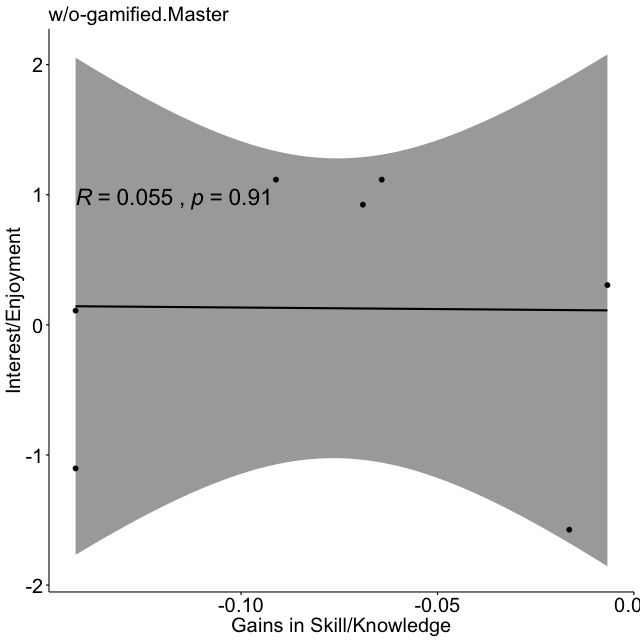 w/o-gamified.Master
2
1
R = 0.055 , p = 0.91
0
-1
-2
Interest/Enjoyment
-0.10
-0.05
0.0
Gains in Skill/Knowledge